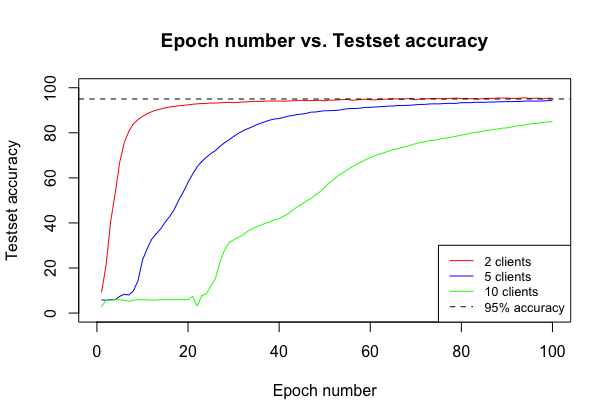 Epoch number vs. Testset accuracy
Testset accuracy
100
80
60
40
20
0
2 clients
5 clients
10 clients
95% accuracy
0 20 40 60 80 100
Epoch number